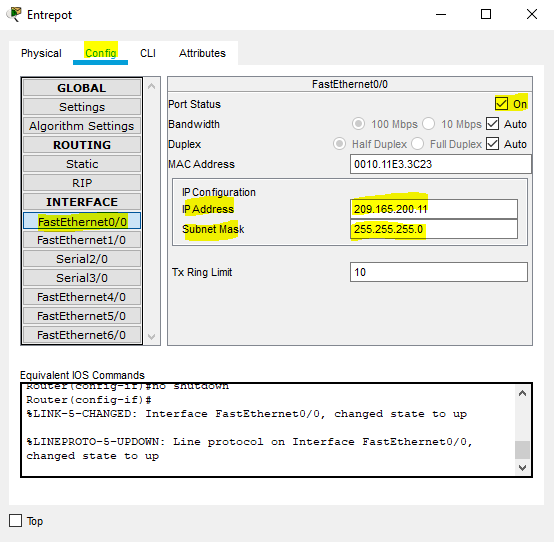 Entrepot
Physical Config CLI Attributes
GLOBAL
Settings
Algorithm Settings
ROUTING
Static
RIP
INTERFACE
FastEthernet0/0
FastEthernet1/0
Serial2/0
Serial3/0
FastEthernet4/0
FastEthernet5/0
FastEthernet6/0
FastEthernet0/0
Port Status On
Bandwidth 100 Mbps 10 Mbps Auto
Duplex Half Duplex Full Duplex Auto
MAC Address 0010.11E3.3C23
IP Configuration
IP Address 209.165.200.11
Subnet Mask 255.255.255.0
Tx Ring Limit 10
Equivalent IOS Commands
Router(config-if)#no shutdown
Router(config-if)#
%LINK-5-CHANGED: Interface FastEthernet0/0, changed state to up
%LINEPROTO-5-UPDOWN: Line protocol on Interface FastEthernet0/0,
changed state to up
Top